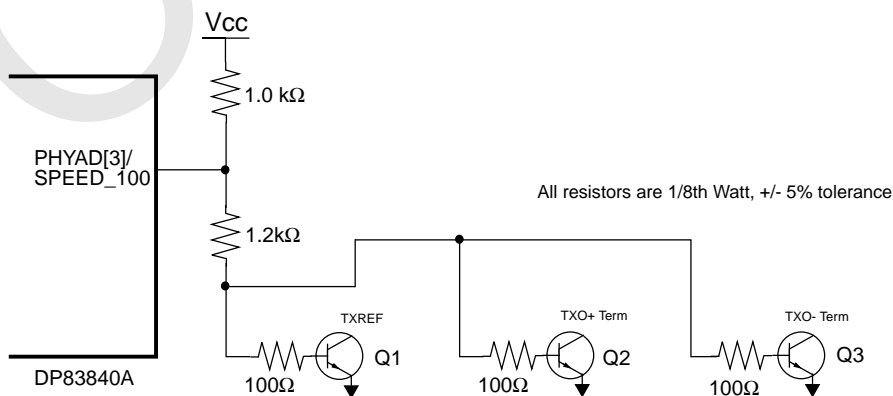 Vcc
1.0 kΩ
PHYAD[3]/
SPEED_100
All resistors are 1/8th Watt, +/- 5% tolerance
1.2kΩ
TXREF
TXO+ Term
TXO- Term
Q1
Q2
Q3
100Ω
100Ω
100Ω
DP83840A